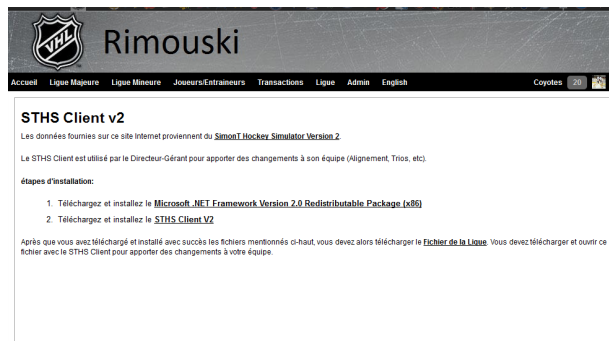 VHL
Rimouski
Accueil Ligue Majeure Ligue Mineure Joueurs/Entraineurs Transactions Ligue Admin English Coyotes 20
STHS Client v2
Les données fournies sur ce site Internet proviennent du SimonT Hockey Simulator Version 2.
Le STHS Client est utilisé par le Directeur-Gérant pour apporter des changements à son équipe (Alignement, Trios, etc).
étapes d'installation:
1. Téléchargez et installez le Microsoft .NET Framework Version 2.0 Redistributable Package (x86)
2. Téléchargez et installez le STHS Client V2
Après que vous avez téléchargé et installé avec succès les fichiers mentionnés ci-haut, vous devez alors télécharger le Fichier de la Ligue. Vous devez télécharger et ouvrir ce
fichier avec le STHS Client pour apporter des changements à votre équipe.